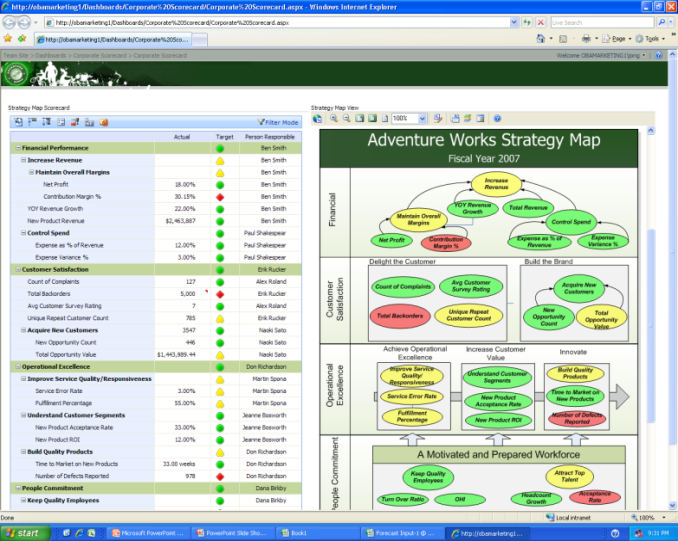 http://obamarketing1/Dashboards/Corporate%20Scorecard/Corporate%20Scorecard.aspx - Windows Internet Explorer
http://obamarketing1/Dashboards/Corporate%20Scorecard/Corporate%20Scorecard.aspx
Live Search
http://obamarketing1/Dashboards/Corporate%20Sco...
Page
Tools
Team Site > Dashboards > Corporate Scorecard > Corporate Scorecard
Strategy Map Scorecard
Filter Mode
Actual Target Person Responsible
Financial Performance Ben Smith
Increase Revenue Ben Smith
Maintain Overall Margins Ben Smith
Net Profit 18.00% Ben Smith
Contribution Margin % 30.15% Ben Smith
YOY Revenue Growth 22.00% Ben Smith
New Product Revenue $2,463,887 Ben Smith
Control Spend Paul Shakespear
Expense as % of Revenue 12.00% Paul Shakespear
Expense Variance % 3.00% Paul Shakespear
Customer Satisfaction Erik Rucker
Count of Complaints 127 Alex Roland
Total Backorders 5,000 Erik Rucker
Avg Customer Survey Rating 7 Alex Roland
Unique Repeat Customer Count 785 Erik Rucker
Acquire New Customers 3547 Naoki Sato
New Opportunity Count 446 Naoki Sato
Total Opportunity Value $1,443,989.44 Naoki Sato
Operational Excellence Don Richardson
Improve Service Quality/Responsiveness Martin Spona
Service Error Rate 3.00% Martin Spona
Fulfillment Percentage 55.00% Martin Spona
Understand Customer Segments Jeanne Bosworth
New Product Acceptance Rate 33.00% Jeanne Bosworth
New Product ROI 12.00% Jeanne Bosworth
Build Quality Products Don Richardson
Time to Market on New Products 33.00 weeks Don Richardson
Number of Defects Reported 978 Don Richardson
People Commitment Dana Birkby
Keep Quality Employees Dana Birkby
Strategy Map View
100%
Adventure Works Strategy Map
Fiscal Year 2007
Financial
Increase
Revenue
YOY Revenue
Growth
Total Revenue
Maintain Overall
Margins
Control Spend
Net Profit
Contribution
Margin %
Expense as % of
Revenue
Expense
Variance %
Customer
Satisfaction
Delight the Customer
Build the Brand
Count of Complaints
Avg Customer
Survey Rating
Total Backorders
Unique Repeat
Customer Count
Acquire New
Customers
New
Opportunity
Count
Total
Opportunity
Value
Operational
Excellence
Achieve Operational
Excellence
Increase Customer
Value
Innovate
Improve Service
Quality/
Responsiveness
Service Error Rate
Fulfillment
Percentage
Understand Customer
Segments
New Product
Acceptance Rate
New Product ROI
Build Quality
Products
Time to Market on
New Products
Number of Defects
Reported
People Commitment
A Motivated and Prepared Workforce
Keep Quality
Employees
Attract Top
Talent
Turn Over Ratio
OHI
Headcount
Growth
Acceptance
Rate
Done
Local intranet
100%
start
Microsoft PowerPoint ...
PowerPoint Slide Sho...
Book1
Forecast Input-1 @ ...
http://obamarketing1...
9:31 PM